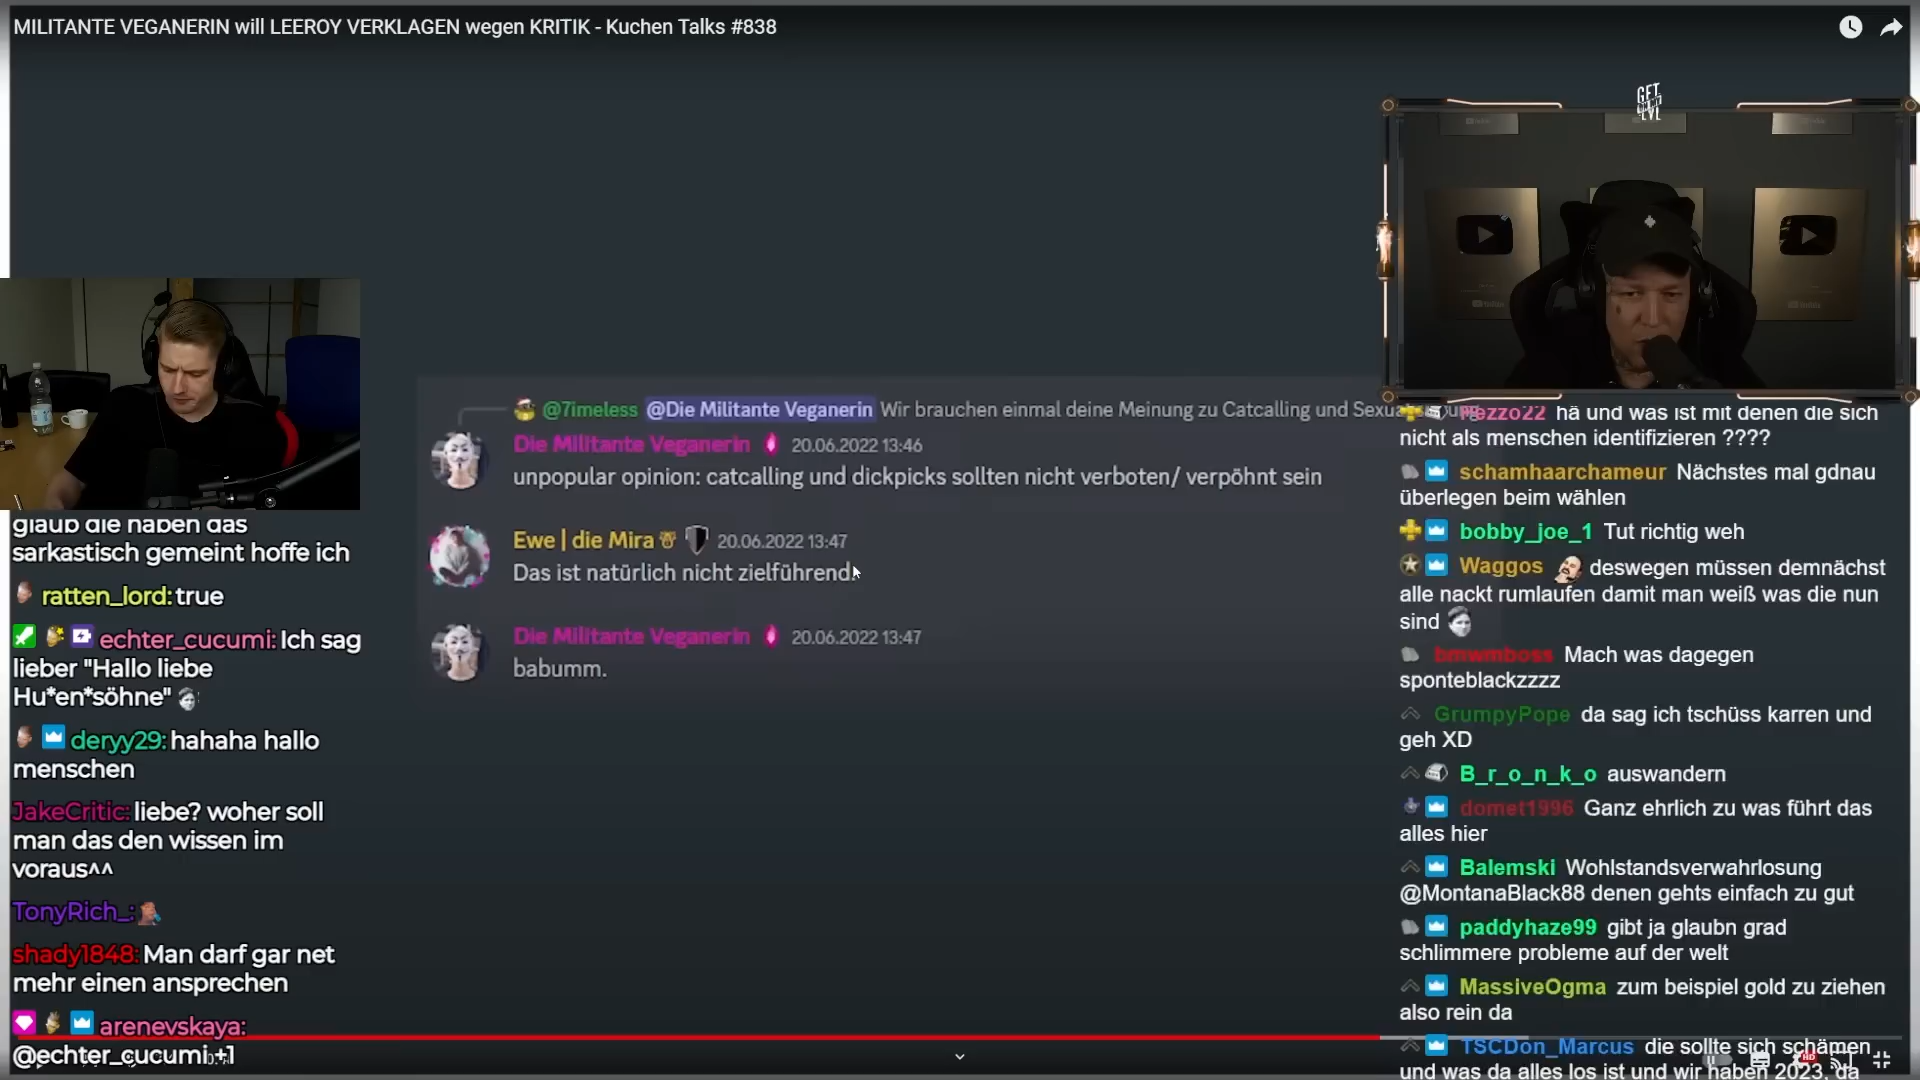 MILITANTE VEGANERIN will LEEROY VERKLAGEN wegen KRITIK - Kuchen Talks #838
GET
LVL
@7imeless @Die Militante Veganerin Wir brauchen einmal deine Meinung zu Catcalling und
Die Militante Veganerin 20.06.2022 13:46
unpopular opinion: catcalling und dickpicks sollten nicht verboten/ verpöhnt sein
Ewe | die Mira 20.06.2022 13:47
Das ist natürlich nicht zielführend.
Die Militante Veganerin 20.06.2022 13:47
babumm.
glaub die haben das
sarkastisch gemeint hoffe ich
ratten_lord: true
echter_cucumi: Ich sag
lieber "Hallo liebe
Hu*en*söhne"
deryy29: hahaha hallo
menschen
JakeCritic: liebe? woher soll
man das den wissen im
voraus^^
TonyRich_:
shady1848: Man darf gar net
mehr einen ansprechen
arenevskaya:
@echter_cucumi +1
hä und was ist mit denen die sich
nicht als menschen identifizieren ????
schamhaarchameur Nächstes mal gdnau
überlegen beim wählen
bobby_joe_1 Tut richtig weh
Waggos deswegen müssen demnächst
alle nackt rumlaufen damit man weiß was die nun
sind
bmwmboss Mach was dagegen
sponteblackzzzz
GrumpyPope da sag ich tschüss karren und
geh XD
B_r_o_n_k_o auswandern
domet1996 Ganz ehrlich zu was führt das
alles hier
Balemski Wohlstandsverwahrlosung
@MontanaBlack88 denen gehts einfach zu gut
paddyhaze99 gibt ja glaubn grad
schlimmere probleme auf der welt
MassiveOgma zum beispiel gold zu ziehen
also rein da
TSCDon_Marcus die sollte sich schämen
und was da alles los ist und wir haben 2023, da
HD